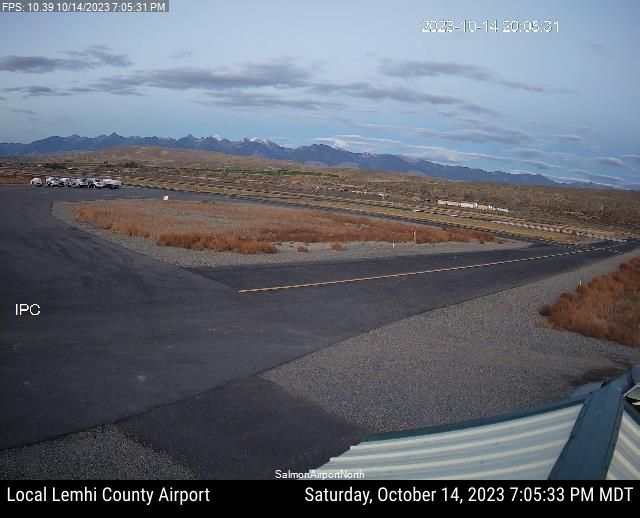 FPS: 10.39 10/14/2023 7:05:31 PM
2023-10-14 20:05:31
IPC
SalmonAirportNorth
Local Lemhi County Airport Saturday, October 14, 2023 7:05:33 PM MDT